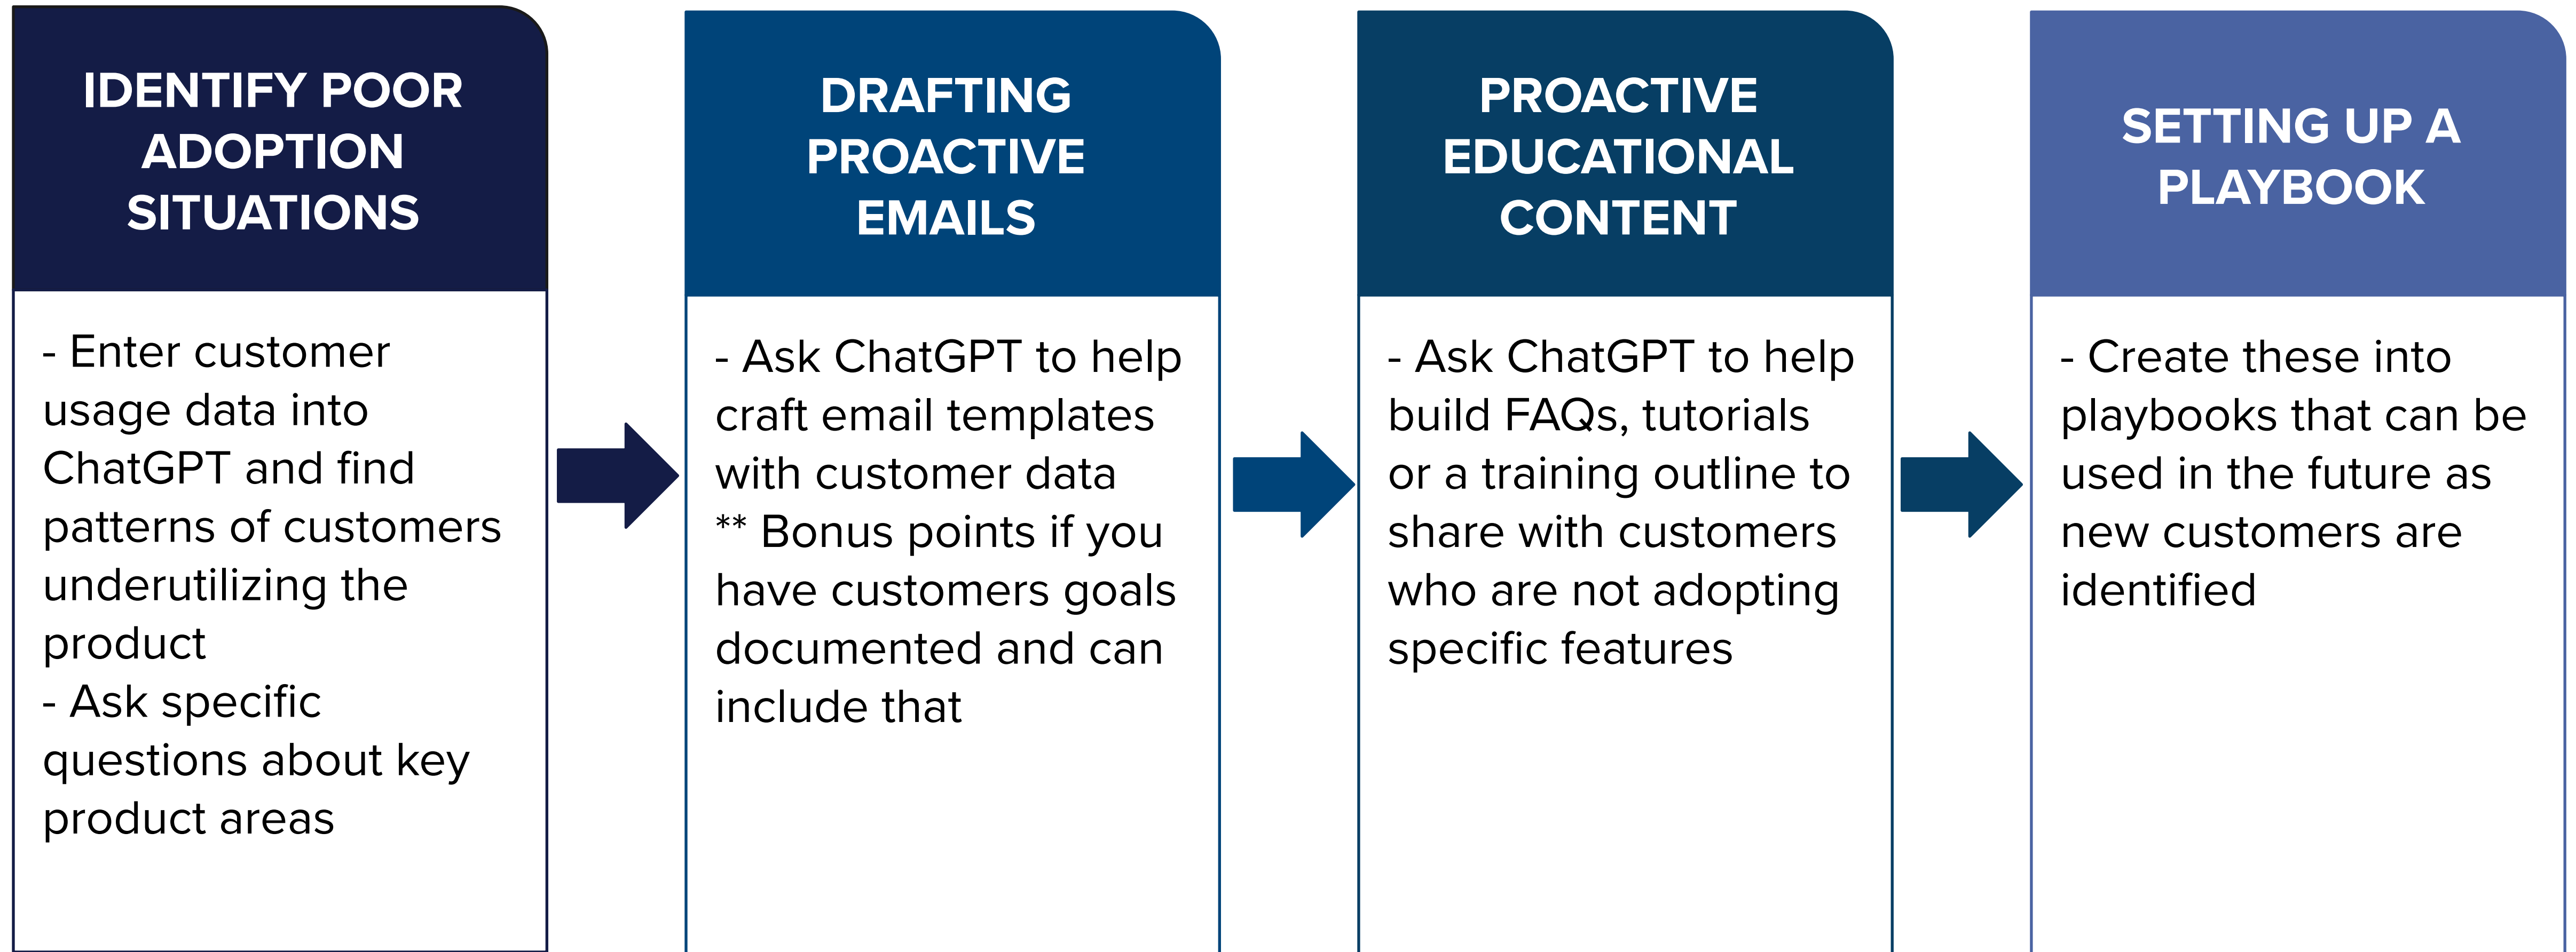 IDENTIFY POOR
ADOPTION
SITUATIONS
- Enter customer
usage data into
ChatGPT and find
patterns of customers
underutilizing the
product
- Ask specific
questions about key
product areas
DRAFTING
PROACTIVE
EMAILS
- Ask ChatGPT to help
craft email templates
with customer data
** Bonus points if you
have customers goals
documented and can
include that
PROACTIVE
EDUCATIONAL
CONTENT
- Ask ChatGPT to help
build FAQs, tutorials
or a training outline to
share with customers
who are not adopting
specific features
SETTING UP A
PLAYBOOK
- Create these into
playbooks that can be
used in the future as
new customers are
identified